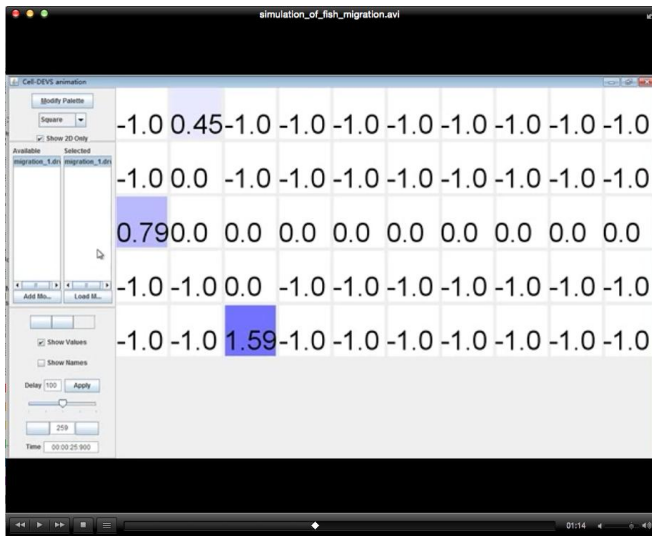 simulation_of_fish_migration.avi
Cell-DEVS animation
Modify Palette
Square
Show 2D Only
Available Selected
migration_1.dr migration_1.dr
Add Mo... Load M...
Show Values
Show Names
Delay 100 Apply
259
Time 00:00:25:900
-1.0 0.45 -1.0 -1.0 -1.0 -1.0 -1.0 -1.0 -1.0 -1.0
-1.0 0.0 -1.0 -1.0 -1.0 -1.0 -1.0 -1.0 -1.0 -1.0
0.79 0.0 0.0 0.0 0.0 0.0 0.0 0.0 0.0 0.0
-1.0 -1.0 0.0 -1.0 -1.0 -1.0 -1.0 -1.0 -1.0 -1.0
-1.0 -1.0 1.59 -1.0 -1.0 -1.0 -1.0 -1.0 -1.0 -1.0
01:14